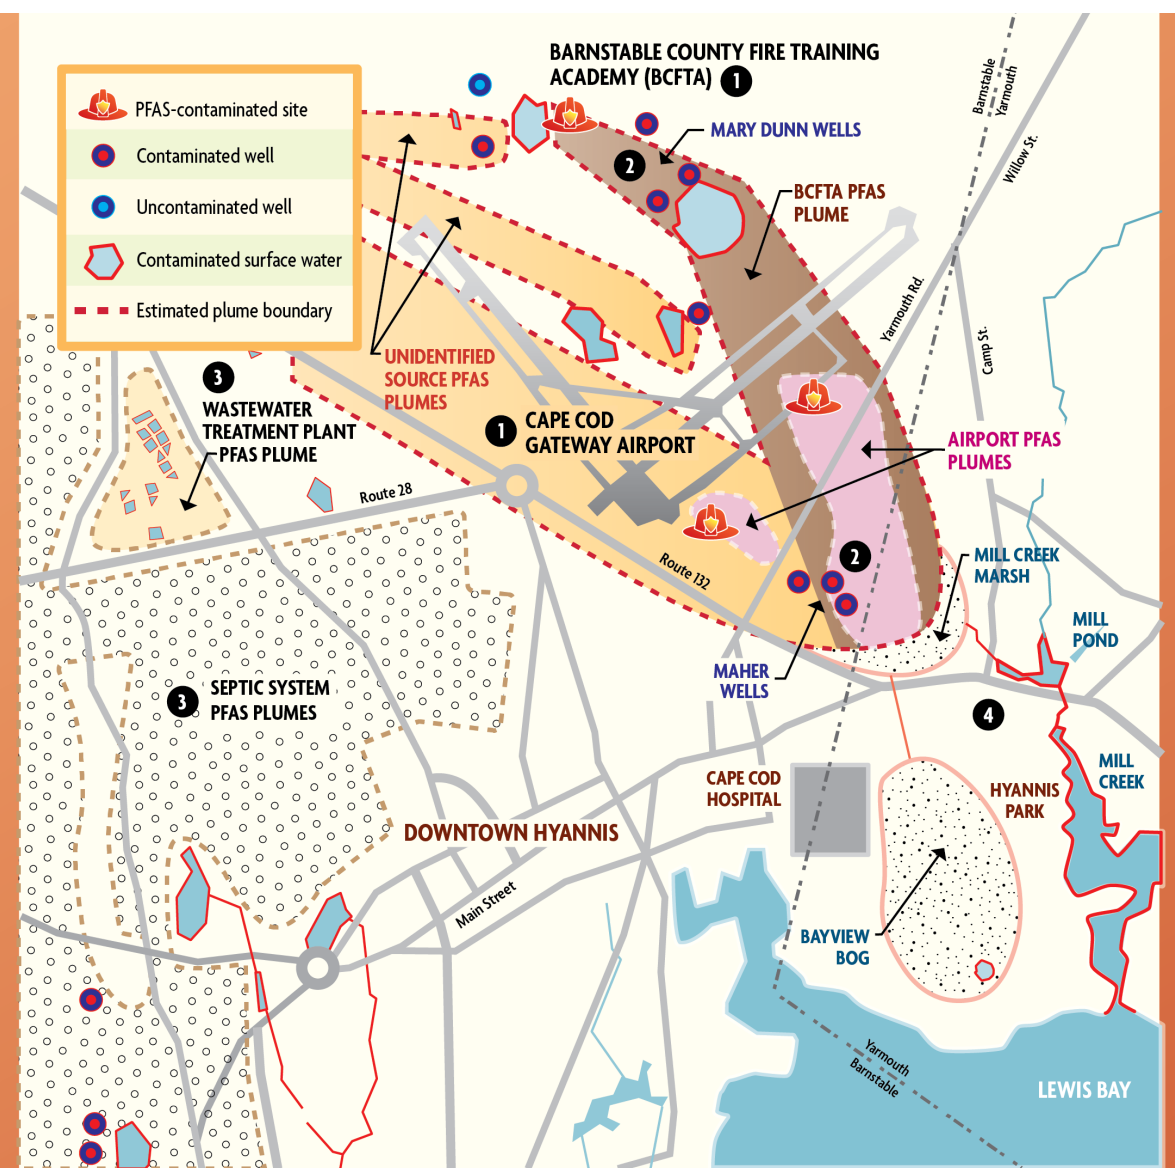 BARNSTABLE COUNTY FIRE TRAINING
ACADEMY (BCFTA) 1
PFAS-contaminated site
Contaminated well
Uncontaminated well
Contaminated surface water
Estimated plume boundary
Barnstable
Yarmouth
Willow St.
MARY DUNN WELLS
2
BCFTA PFAS
PLUME
Yarmouth Rd.
Camp St.
UNIDENTIFIED
SOURCE PFAS
PLUMES
3
WASTEWATER
TREATMENT PLANT
PFAS PLUME
1 CAPE COD
GATEWAY AIRPORT
AIRPORT PFAS
PLUMES
Route 28
Route 132
2
MILL CREEK
MARSH
MILL
POND
MAHER
WELLS
3 SEPTIC SYSTEM
PFAS PLUMES
4
CAPE COD
HOSPITAL
HYANNIS
PARK
MILL
CREEK
DOWNTOWN HYANNIS
Main Street
BAYVIEW
BOG
Yarmouth
Barnstable
LEWIS BAY